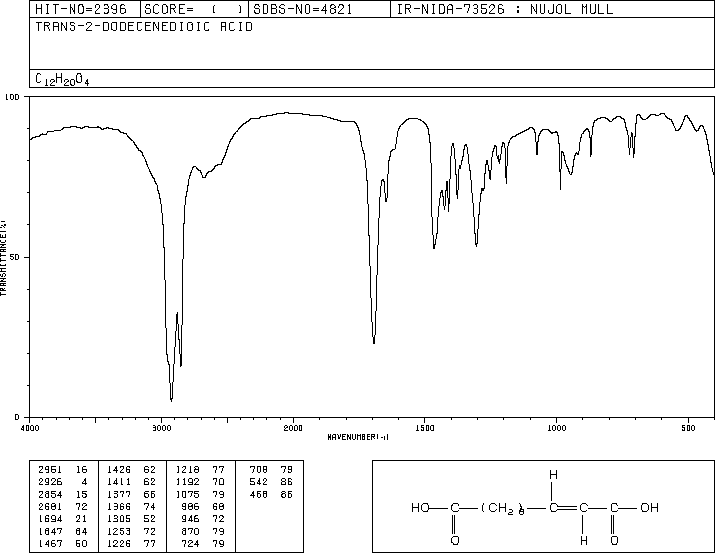 HIT-NO=2396 SCORE= ( ) SDBS-NO=4821 IR-NIDA-73526 : NUJOL MULL
TRANS-2-DODECENEDIOIC ACID
C12H20O4
100
50
0
TRANSMITTANCE(%)
4000 3000 2000 1500 1000 500
WAVENUMBER(-1)
2951 16 1426 62 1218 77 708 79
2926 4 1411 62 1192 70 542 86
2854 15 1377 66 1075 79 468 86
2681 72 1366 74 986 68
1694 21 1305 52 946 72
1647 64 1253 72 870 79
1467 50 1226 77 724 79
H
HO C (CH2)8 C C C OH
O H O